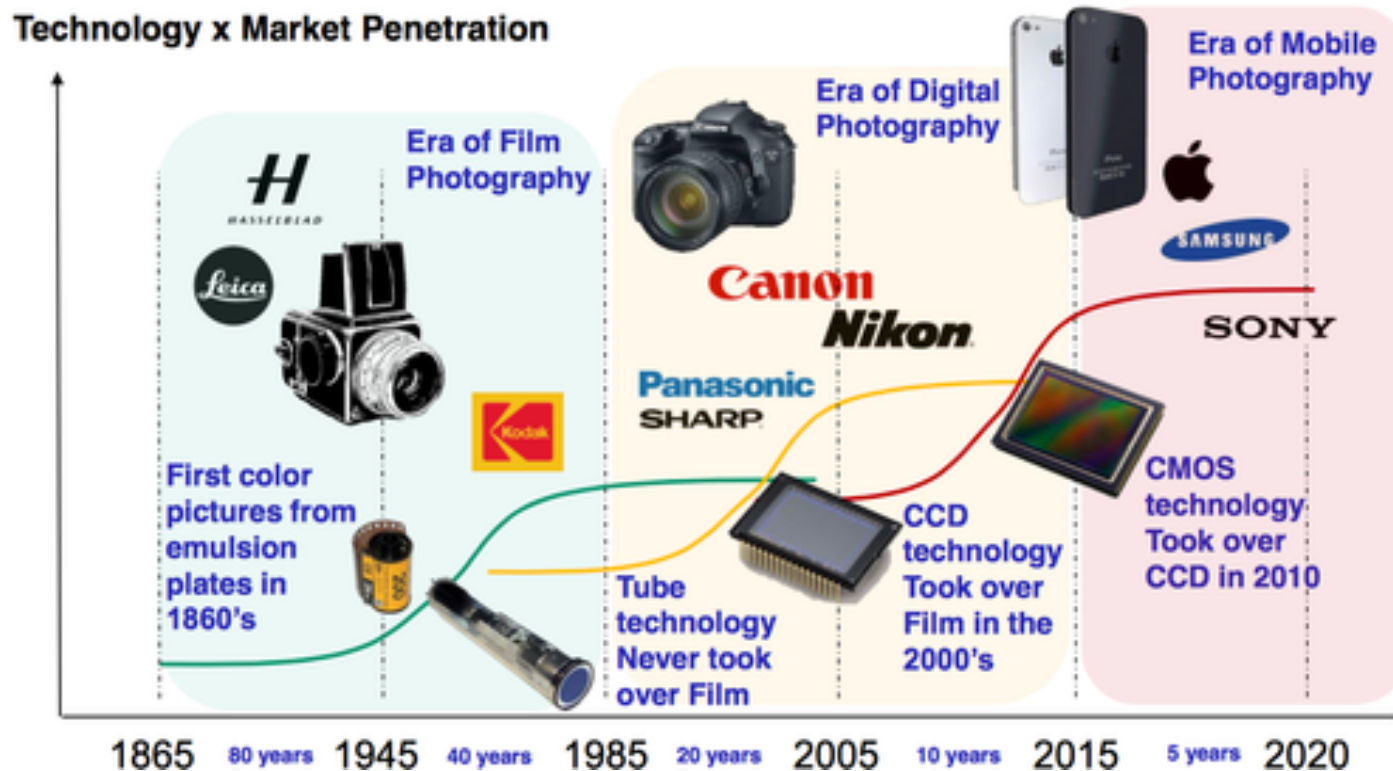 Technology x Market Penetration
Era of Film
Photography
HASSELBLAD
Leica
Kodak
First color
pictures from
emulsion
plates in
1860's
200
Era of Digital
Photography
Canon
Canon
Nikon
Panasonic
SHARP
Tube
technology
Never took
over Film
CCD
technology
Took over
Film in the
2000's
Era of Mobile
Photography
SAMSUNG
SONY
CMOS
technology
Took over
CCD in 2010
1865 80 years 1945 40 years 1985 20 years 2005 10 years 2015 5 years 2020